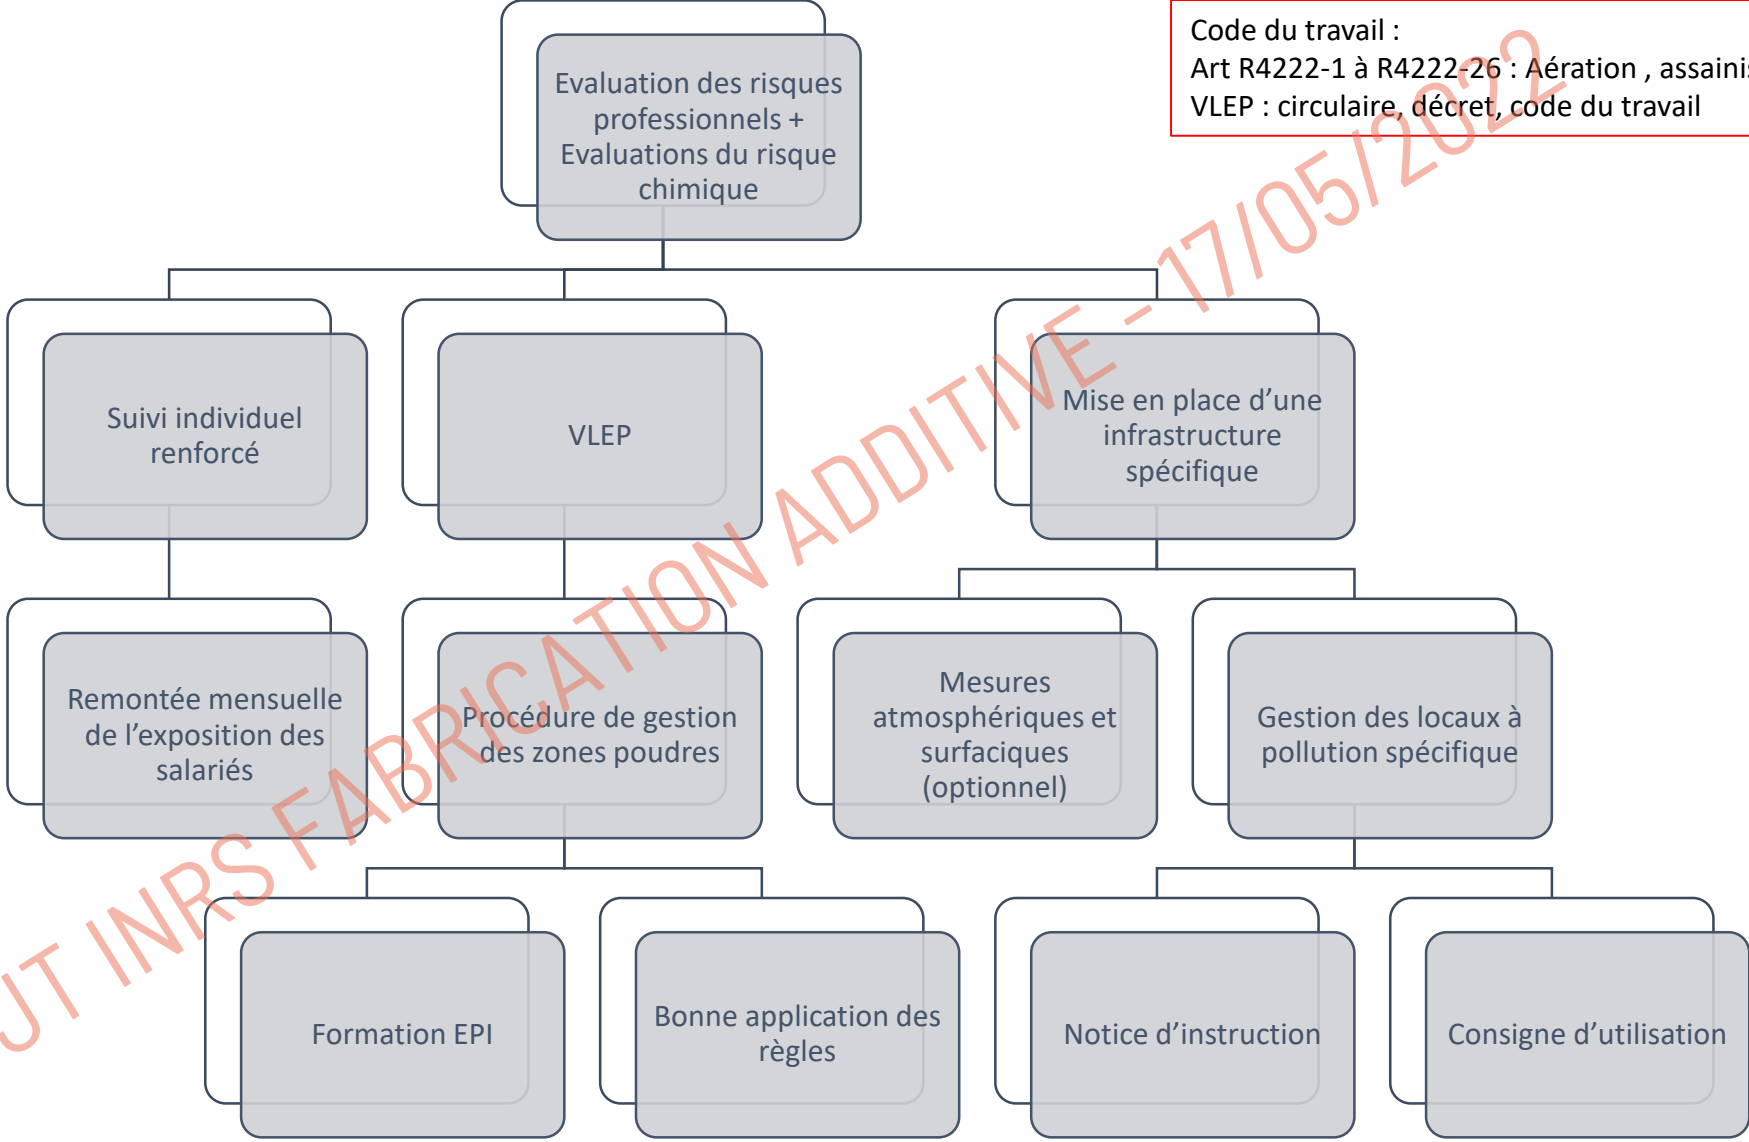 Code du travail :
Art R4222-1 à R4222-26 : Aération , assainis
VLEP : circulaire, décret, code du travail
Evaluation des risques
professionnels +
Evaluations du risque
chimique
Suivi individuel
renforcé
VLEP
Mise en place d’une
infrastructure
spécifique
Remontée mensuelle
de l’exposition des
salariés
Procédure de gestion
des zones poudres
Mesures
atmosphériques et
surfaciques
(optionnel)
Gestion des locaux à
pollution spécifique
Formation EPI
Bonne application des
règles
Notice d’instruction
Consigne d’utilisation
INRS FABRICATION ADDITIVE - 17/05/2022